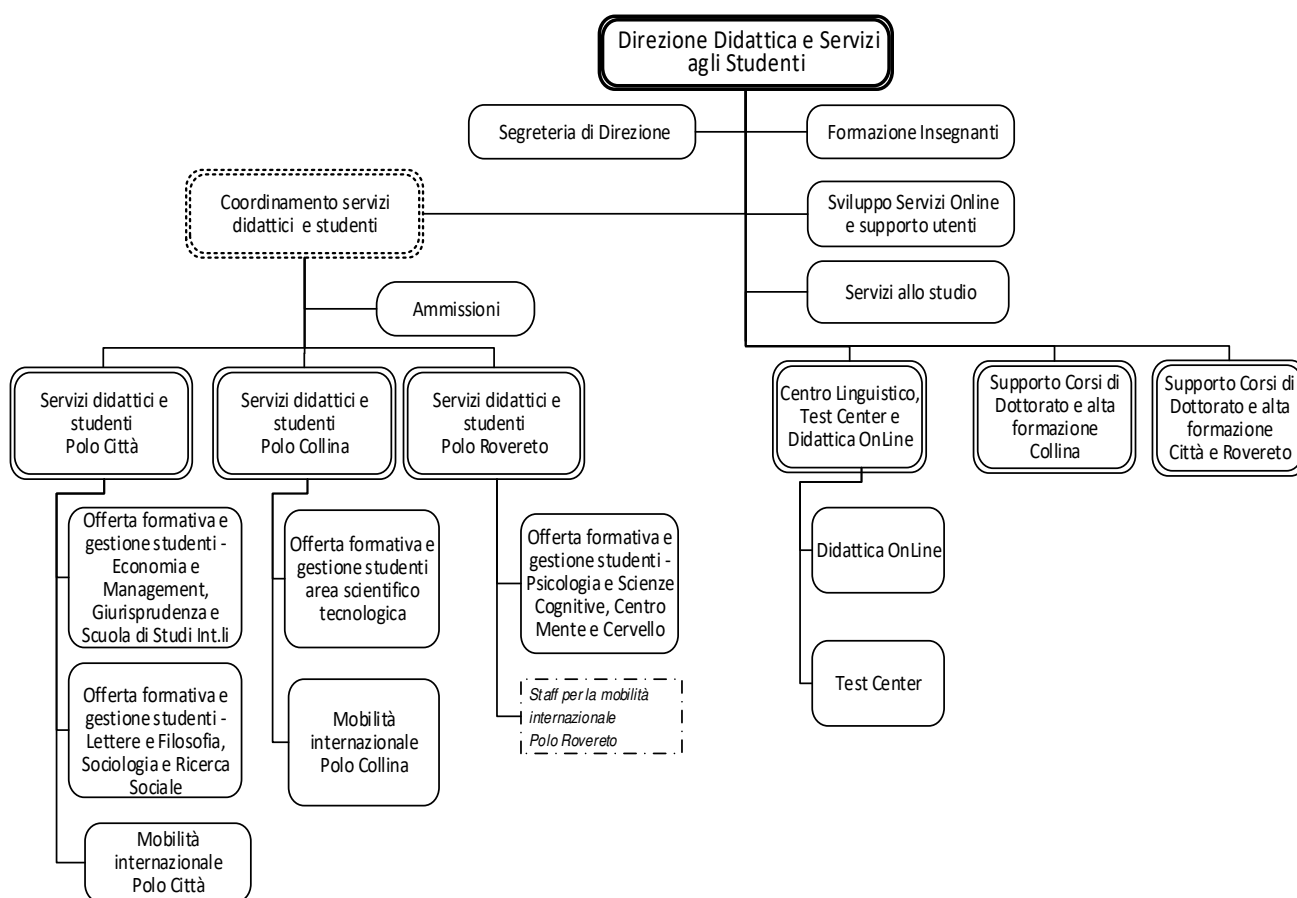 Direzione Didattica e Servizi
agli Studenti
Segreteria di Direzione
Formazione Insegnanti
Coordinamento servizi
didattici e studenti
Sviluppo Servizi Online
e supporto utenti
Servizi allo studio
Ammissioni
Servizi didattici e
studenti
Polo Città
Servizi didattici e
studenti
Polo Collina
Servizi didattici e
studenti
Polo Rovereto
Centro Linguistico,
Test Center e
Didattica OnLine
Supporto Corsi di
Dottorato e alta
formazione
Collina
Supporto Corsi di
Dottorato e alta
formazione
Città e Rovereto
Offerta formativa e
gestione studenti -
Economia e
Management,
Giurisprudenza e
Scuola di Studi Int.li
Offerta formativa e
gestione studenti
area scientifico
tecnologica
Offerta formativa e
gestione studenti -
Psicologia e Scienze
Cognitive, Centro
Mente e Cervello
Didattica OnLine
Offerta formativa e
gestione studenti -
Lettere e Filosofia,
Sociologia e Ricerca
Sociale
Mobilità
internazionale
Polo Collina
Staff per la mobilità
internazionale
Polo Rovereto
Test Center
Mobilità
internazionale
Polo Città